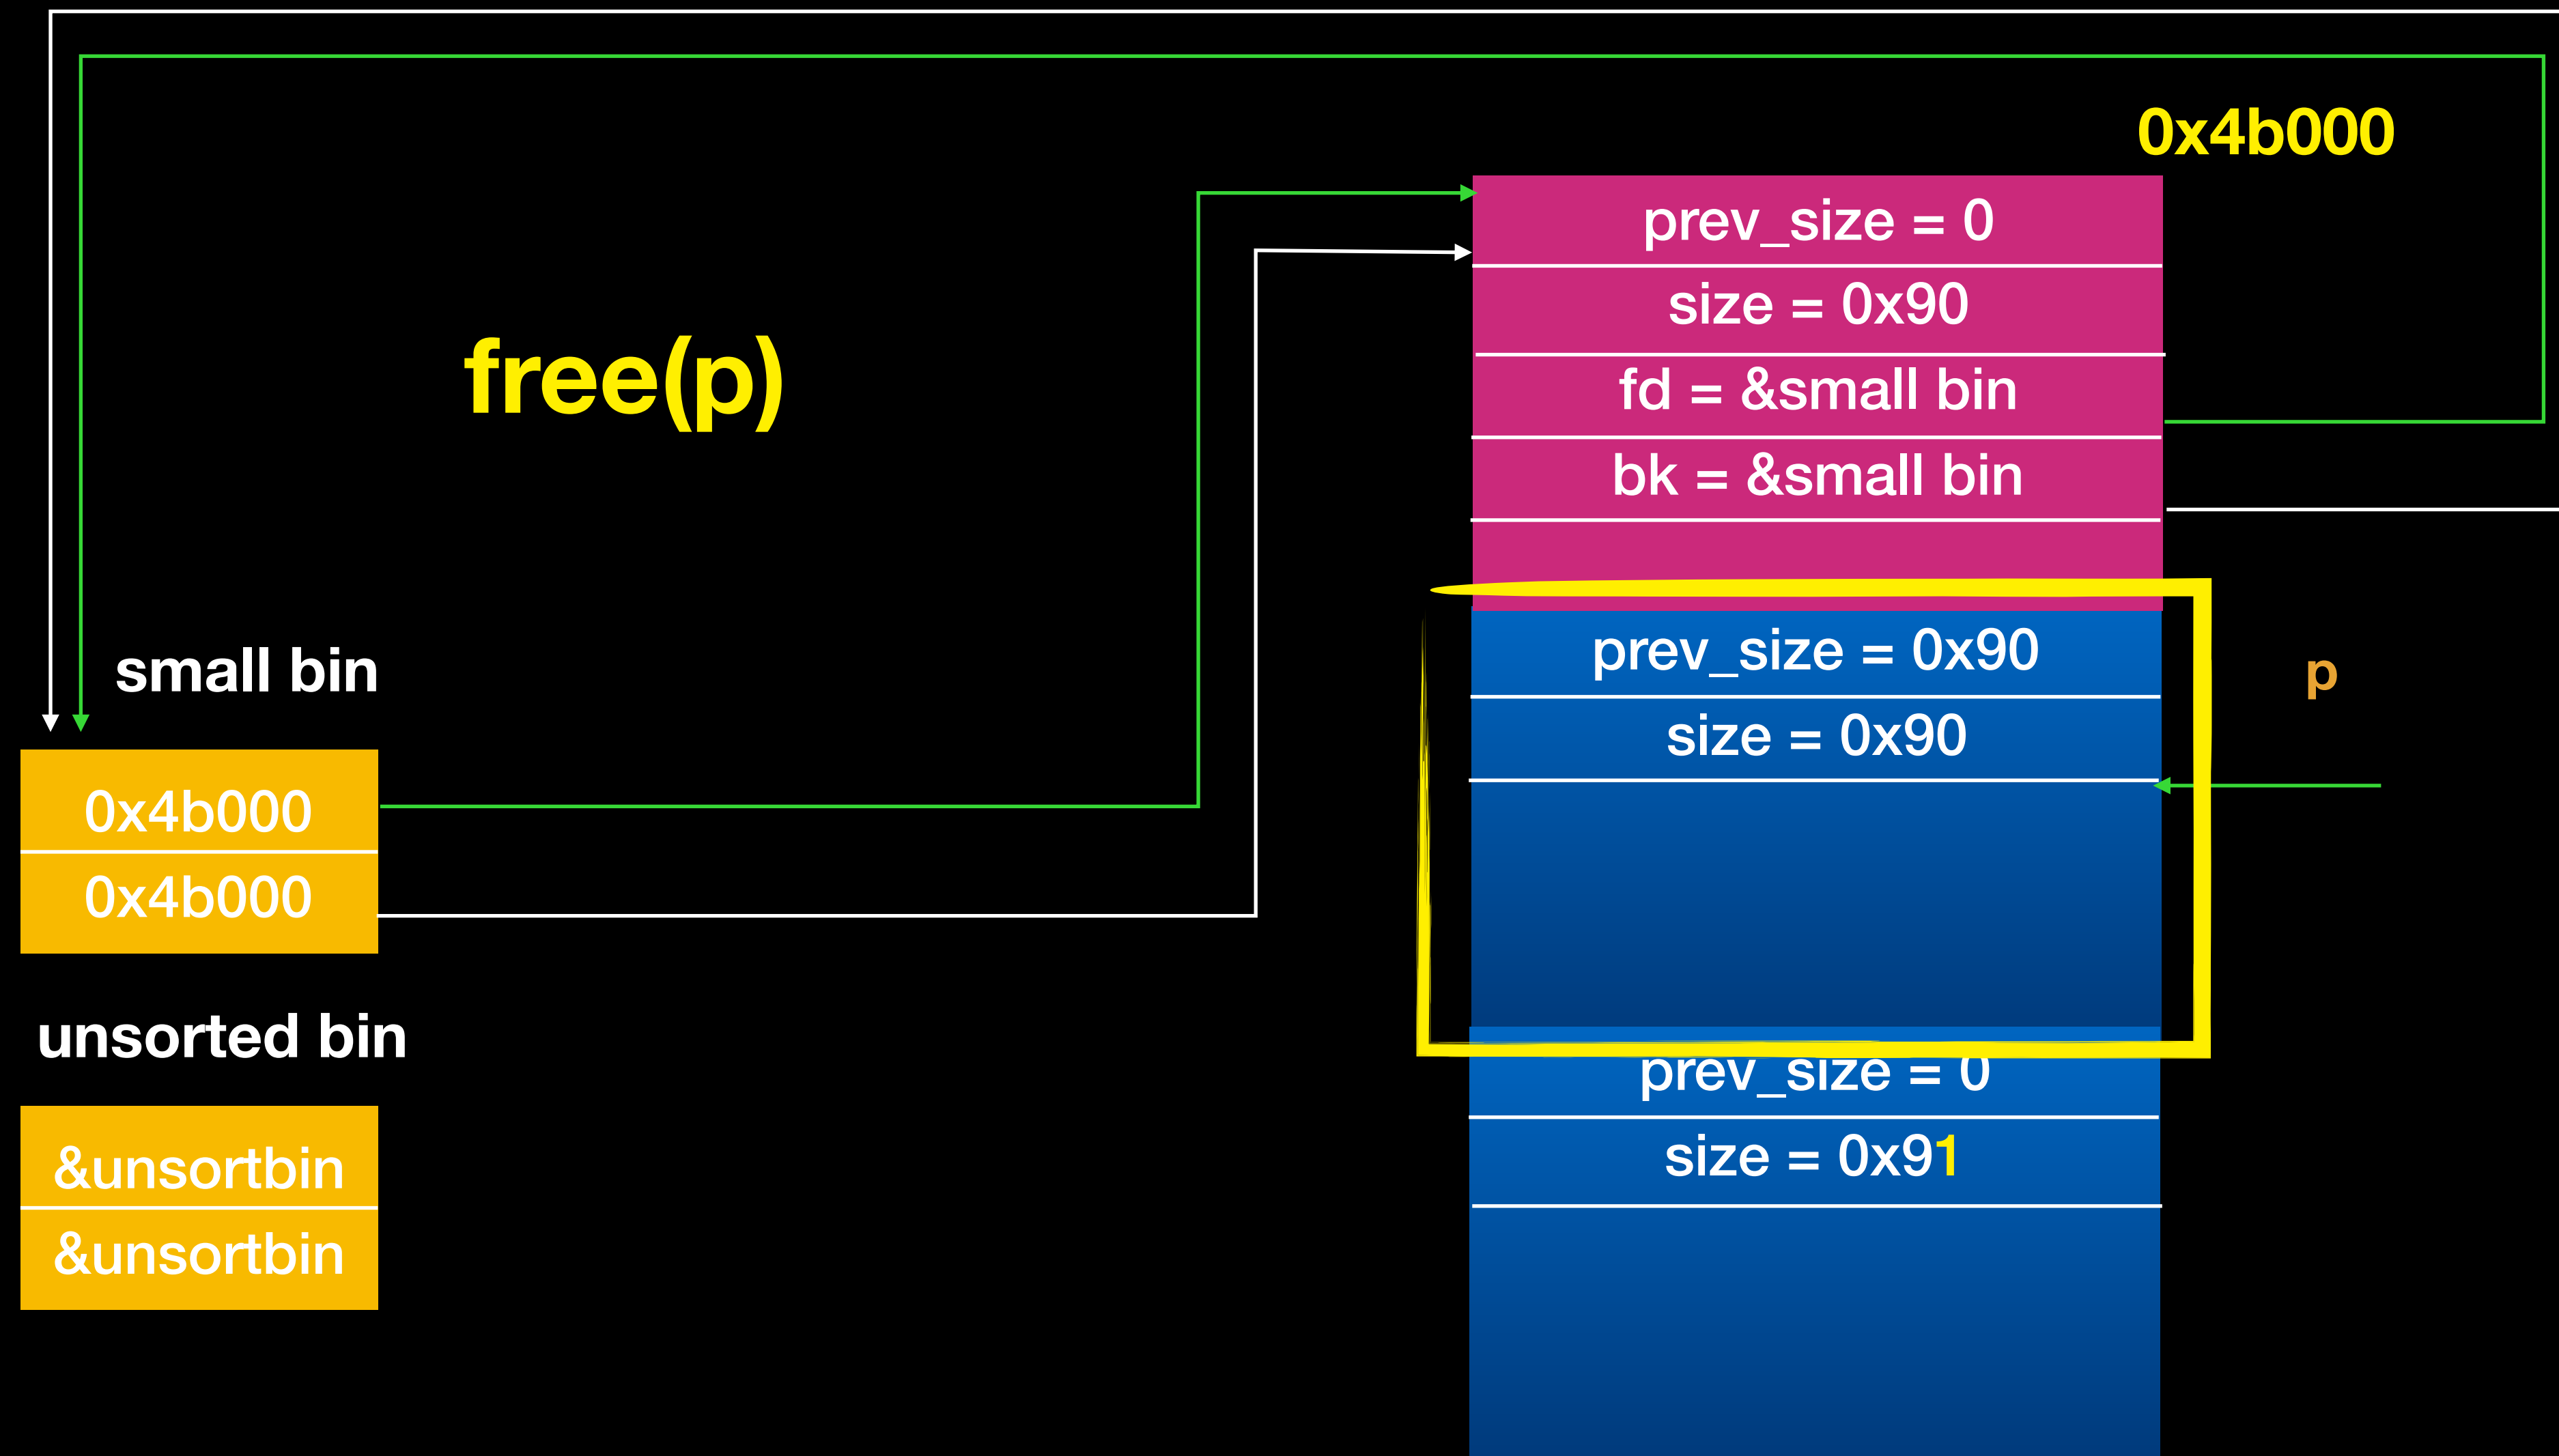 0x4b000
prev_size = 0
size = 0x90
fd = &small bin
bk = &small bin
free(p)
prev_size = 0x90
size = 0x90
p
prev_size = 0
size = 0x91
small bin
0x4b000
0x4b000
unsorted bin
&unsortbin
&unsortbin